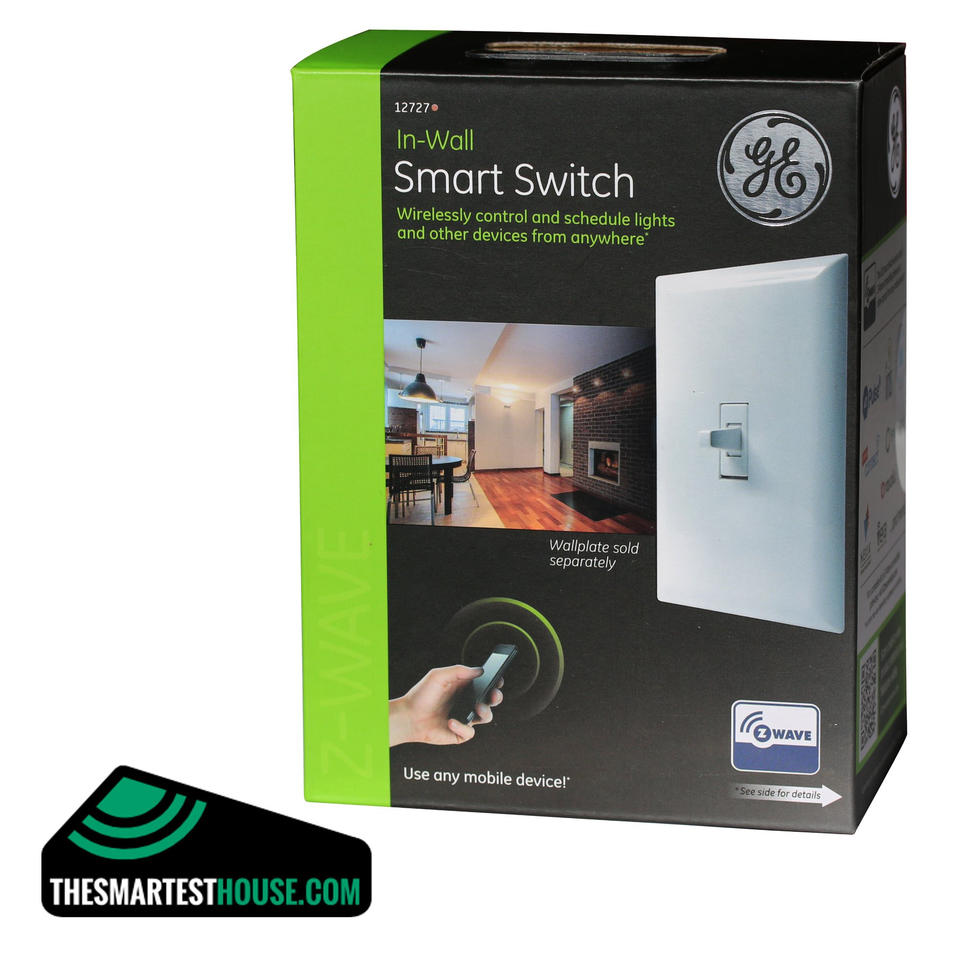 12727
In-Wall
Smart Switch
Wirelessly control and schedule lights
and other devices from anywhere*
GE
Wallplate sold
separately
Z-WAVE
Z WAVE
Use any mobile device!*
* See side for details
THESMARTESTHOUSE.COM